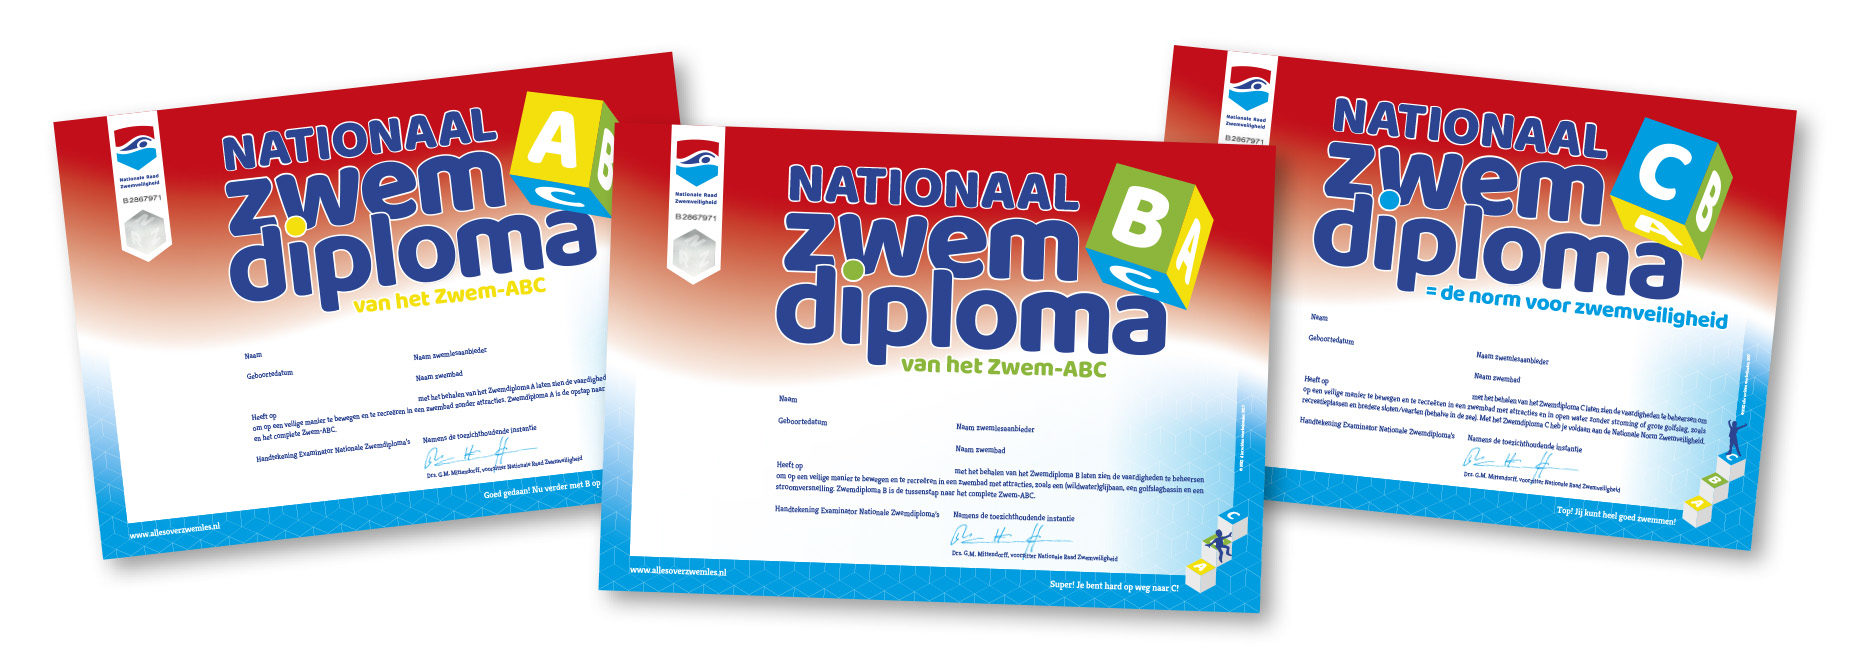 Nationale Raad
Zwemveiligheid
B2867971
NATIONAAL
zwem
diploma
van het Zwem-ABC
A
B
C
Naam
Geboortedatum
Naam zwemlesaanbieder
Naam zwembad
Heeft op
met het behalen van het Zwemdiploma A laten zien de vaardighed
om op een veilige manier te bewegen en te recreëren in een zwembad zonder attracties. Zwemdiploma A is de opstap naar
en het complete Zwem-ABC.
Handtekening Examinator Nationale Zwemdiploma's
Namens de toezichthoudende instantie
Drs. G.M. Mittendorff, voorzitter Nationale Raad Zwemveiligheid
Goed gedaan! Nu verder met B op
www.allesoverzwemles.nl
Nationale Raad
Zwemveiligheid
B2867971
NATIONAAL
zwem
diploma
van het Zwem-ABC
B
A
C
Naam
Geboortedatum
Naam zwemlesaanbieder
Naam zwembad
Heeft op
met het behalen van het Zwemdiploma B laten zien de vaardigheden te beheersen
om op een veilige manier te bewegen en te recreëren in een zwembad met attracties, zoals een (wildwater)glijbaan, een golfslagbassin en een
stroomversnelling. Zwemdiploma B is de tussenstap naar het complete Zwem-ABC.
Handtekening Examinator Nationale Zwemdiploma's
Namens de toezichthoudende instantie
Drs. G.M. Mittendorff, voorzitter Nationale Raad Zwemveiligheid
C
A
www.allesoverzwemles.nl
Super! Je bent hard op weg naar C!
Nationale Raad
Zwemveiligheid
B2867971
NATIONAAL
zwem
diploma
= de norm voor zwemveiligheid
C
B
A
Naam
Geboortedatum
Naam zwemlesaanbieder
Naam zwembad
Heeft op
met het behalen van het Zwemdiploma C laten zien de vaardigheden te beheersen om
op een veilige manier te bewegen en te recreëren in een zwembad met attracties en in open water zonder stroming of grote golfslag, zoals
recreatieplassen en bredere sloten/vaarten (behalve in de zee). Met het Zwemdiploma C heb je voldaan aan de Nationale Norm Zwemveiligheid.
Handtekening Examinator Nationale Zwemdiploma's
Namens de toezichthoudende instantie
Drs. G.M. Mittendorff, voorzitter Nationale Raad Zwemveiligheid
C
B
A
Top! Jij kunt heel goed zwemmen!